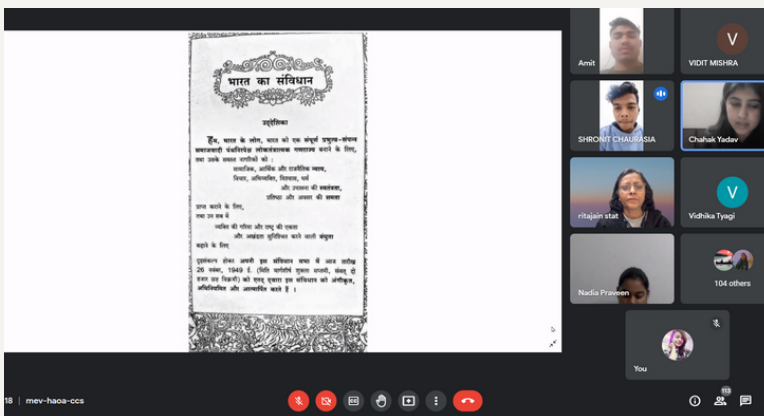 भारत का संविधान
उद्देशिका
हम, भारत के लोग, भारत को एक संपूर्ण प्रभुत्व-संपन्न
समाजवादी पंथनिरपेक्ष लोकतंत्रात्मक गणराज्य बनाने के लिए,
तथा उसके समस्त नागरिकों को :
सामाजिक, आर्थिक और राजनैतिक न्याय,
विचार, अभिव्यक्ति, विश्वास, धर्म
और उपासना की स्वतंत्रता,
प्रतिष्ठा और अवसर की समता
प्राप्त कराने के लिए,
तथा उन सब में
व्यक्ति की गरिमा और राष्ट्र की एकता
और अखंडता सुनिश्चित करने वाली बंधुता
बढ़ाने के लिए
दृढ़संकल्प होकर अपनी इस संविधान सभा में आज तारीख
26 नवंबर, 1949 ई. (मिति मार्गशीर्ष शुक्ला सप्तमी, संवत् दो
हजार छह विक्रमी) को एतद् द्वारा इस संविधान को अंगीकृत,
अधिनियमित और आत्मार्पित करते हैं ।
Amit
V
VIDIT MISHRA
SHRONIT CHAURASIA
Chahak Yadav
ritajain stat
V
Vidhika Tyagi
Nadia Praveen
104 others
You
18 | mev-haoa-ccs
113